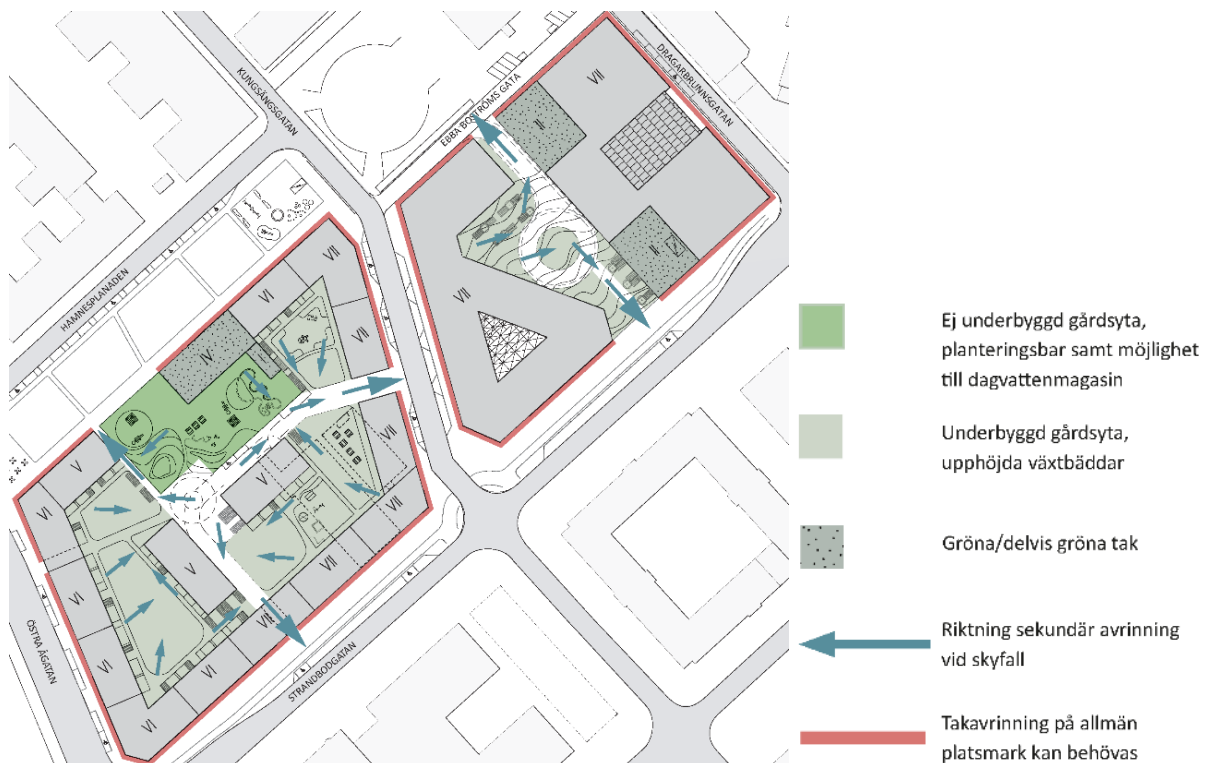 KUNGSÄNGSGATAN
EBBA BOSTRÖMS GATA
DRAGARBRUNNSGATAN
HAMNESPLANADEN
ÖSTRA ÅGATAN
STRANDBODGATAN
VII
II
II
VII
VII
VI
VII
IV
V
VI
VI
VI
VI
VI
V
V
VII
VII
VII
VII
Ej underbyggd gårdsyta,
planteringsbar samt möjlighet
till dagvattenmagasin
Underbyggd gårdsyta,
upphöjda växtbäddar
Gröna/delvis gröna tak
Riktning sekundär avrinning
vid skyfall
Takavrinning på allmän
platsmark kan behövas